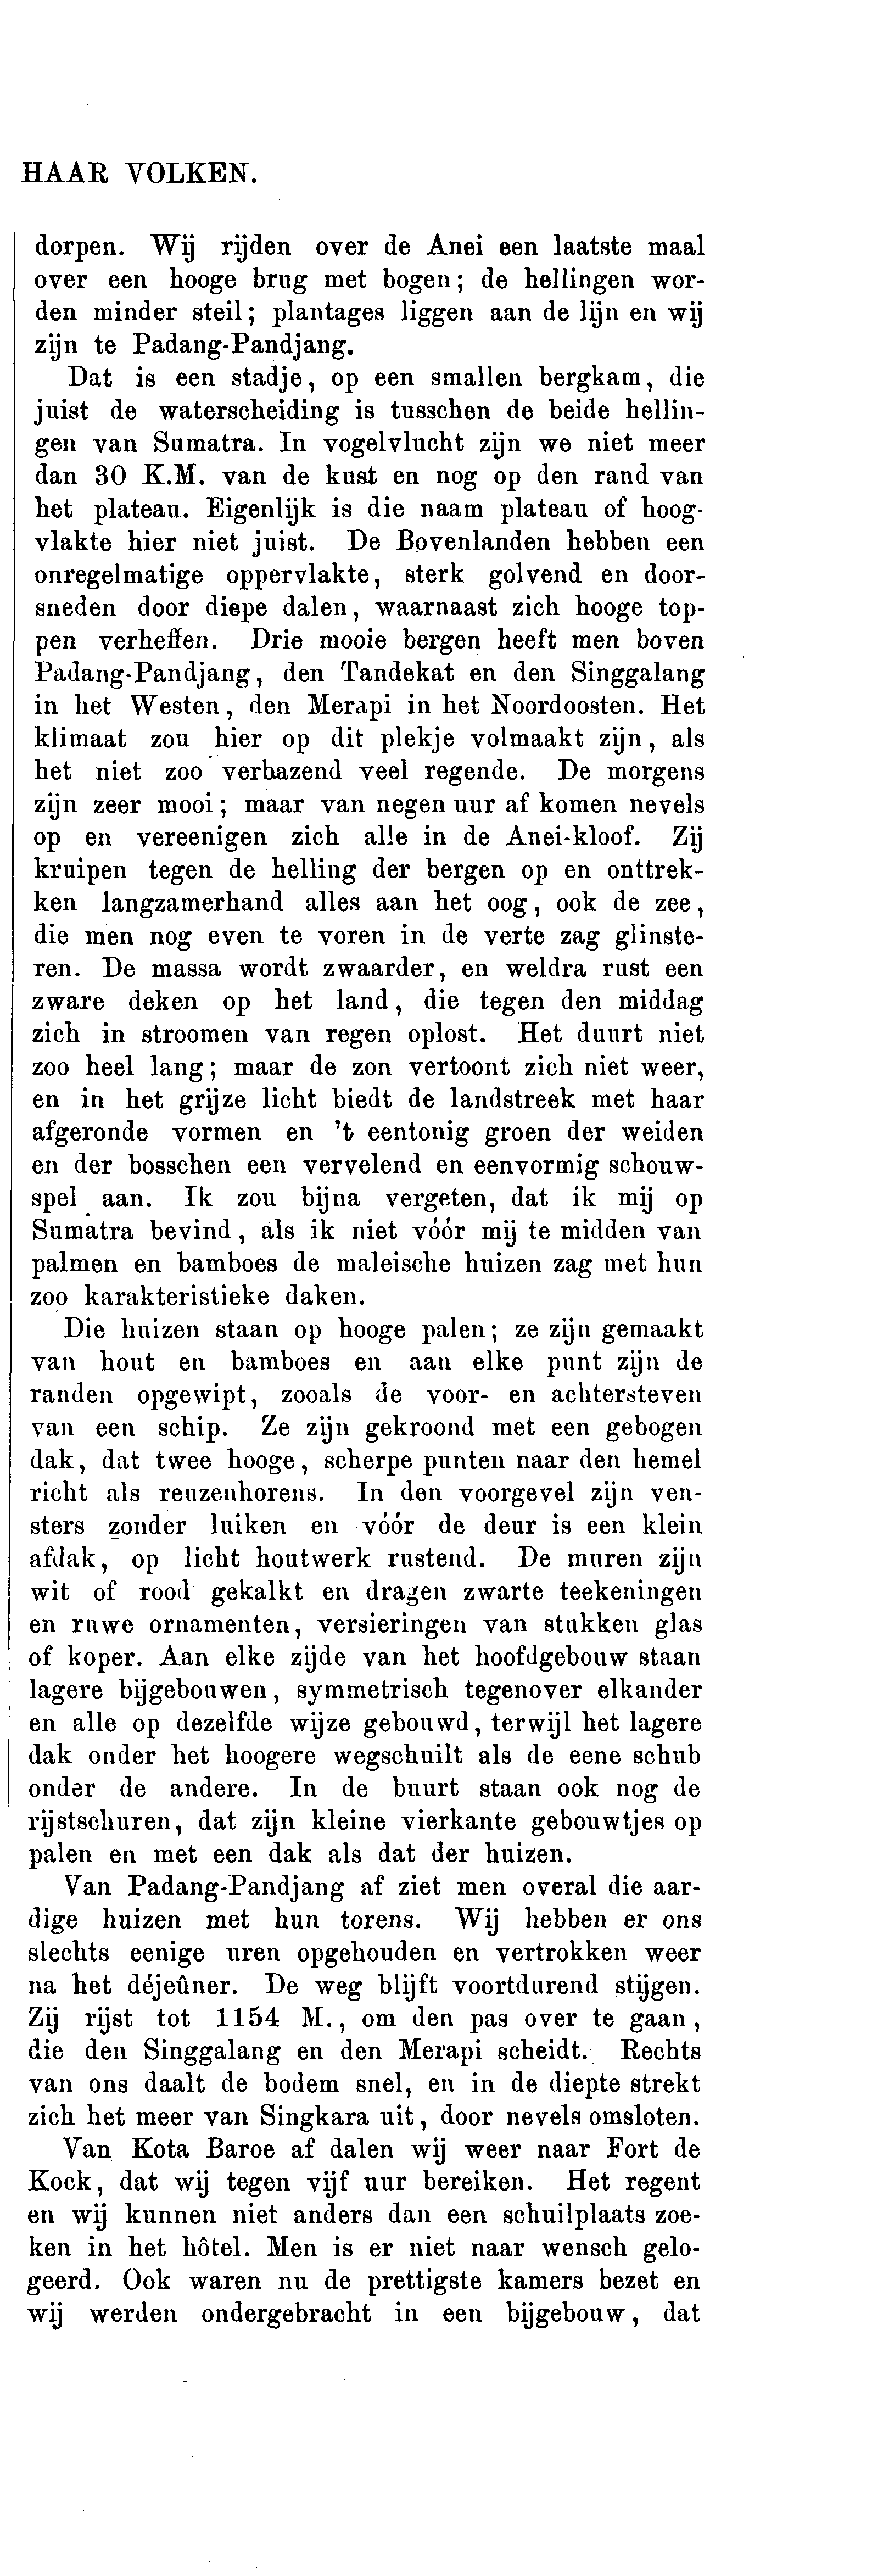 HAAR VOLKEN.
dorpen. Wij rijden over de Anei een laatste maal
over een hooge brug met bogen; de hellingen wor-
den minder steil; plantages liggen aan de lijn en wij
zijn te Padang-Pandjang.
Dat is een stadje, op een smallen bergkam, die
juist de waterscheiding is tusschen de beide hellin-
gen van Sumatra. In vogelvlucht zijn we niet meer
dan 30 K.M. van de kust en nog op den rand van
het plateau. Eigenlijk is die naam plateau of hoog-
vlakte hier niet juist. De Bovenlanden hebben een
onregelmatige oppervlakte, sterk golvend en door-
sneden door diepe dalen, waarnaast zich hooge top-
pen verheffen. Drie mooie bergen heeft men boven
Padang-Pandjang, den Tandekat en den Singgalang
in het Westen, den Merapi in het Noordoosten. Het
klimaat zou hier op dit plekje volmaakt zijn, als
het niet zoo verbazend veel regende. De morgens
zijn zeer mooi; maar van negen uur af komen nevels
op en vereenigen zich alle in de Anei-kloof. Zij
kruipen tegen de helling der bergen op en onttrek-
ken langzamerhand alles aan het oog, ook de zee,
die men nog even te voren in de verte zag glinste-
ren. De massa wordt zwaarder, en weldra rust een
zware deken op het land, die tegen den middag
zich in stroomen van regen oplost. Het duurt niet
zoo heel lang; maar de zon vertoont zich niet weer,
en in het grijze licht biedt de landstreek met haar
afgeronde vormen en 't eentonig groen der weiden
en der bosschen een vervelend en eenvormig schouw-
spel aan. Ik zou bijna vergeten, dat ik mij op
Sumatra bevind, als ik niet vóór mij te midden van
palmen en bamboes de maleische huizen zag met hun
zoo karakteristieke daken.
Die huizen staan op hooge palen; ze zijn gemaakt
van hout en bamboes en aan elke punt zijn de
randen opgewipt, zooals de voor- en achtersteven
van een schip. Ze zijn gekroond met een gebogen
dak, dat twee hooge, scherpe punten naar den hemel
richt als reuzenhorens. In den voorgevel zijn ven-
sters zonder luiken en vóór de deur is een klein
afdak, op licht houtwerk rustend. De muren zijn
wit of rood gekalkt en dragen zwarte teekeningen
en ruwe ornamenten, versieringen van stukken glas
of koper. Aan elke zijde van het hoofdgebouw staan
lagere bijgebouwen, symmetrisch tegenover elkander
en alle op dezelfde wijze gebouwd, terwijl het lagere
dak onder het hoogere wegschuilt als de eene schub
onder de andere. In de buurt staan ook nog de
rijstschuren, dat zijn kleine vierkante gebouwtjes op
palen en met een dak als dat der huizen.
Van Padang-Pandjang af ziet men overal die aar-
dige huizen met hun torens. Wij hebben er ons
slechts eenige uren opgehouden en vertrokken weer
na het déjeûner. De weg blijft voortdurend stijgen.
Zij rijst tot 1154 M., om den pas over te gaan,
die den Singgalang en den Merapi scheidt. Rechts
van ons daalt de bodem snel, en in de diepte strekt
zich het meer van Singkara uit, door nevels omsloten.
Van Kota Baroe af dalen wij weer naar Fort de
Kock, dat wij tegen vijf uur bereiken. Het regent
en wij kunnen niet anders dan een schuilplaats zoe-
ken in het hôtel. Men is er niet naar wensch gelo-
geerd. Ook waren nu de prettigste kamers bezet en
wij werden ondergebracht in een bijgebouw, dat